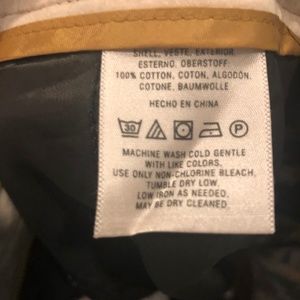 SHELL, VESTE, EXTERIOR,
ESTERNO, OBERSTOFF
100% COTTON, COTON, ALGODÓN,
COTONE, BAUMWOLLE
HECHO EN CHINA
30 P
MACHINE WASH COLD GENTLE
WITH LIKE COLORS.
USE ONLY NON-CHLORINE BLEACH.
TUMBLE DRY LOW.
LOW IRON AS NEEDED.
MAY BE DRY CLEANED